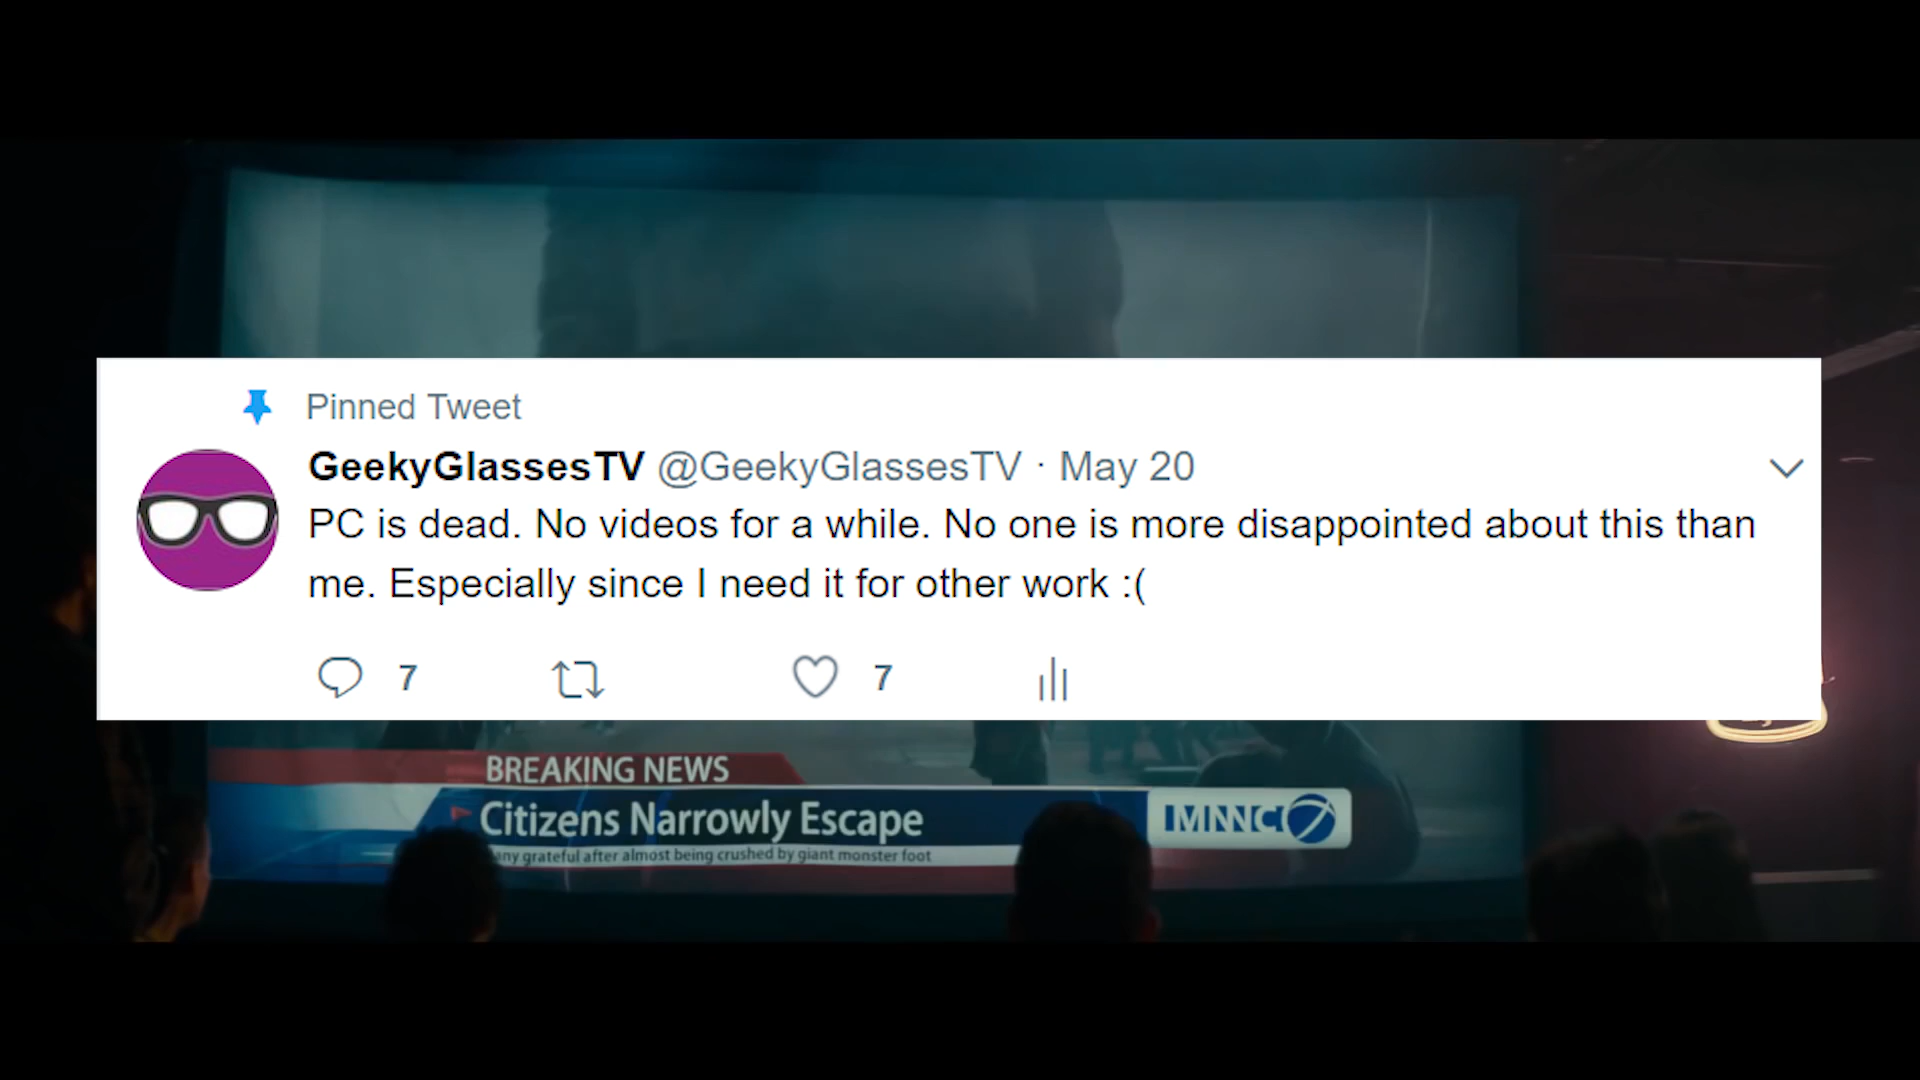 Pinned Tweet
GeekyGlassesTV @GeekyGlassesTV · May 20
PC is dead. No videos for a while. No one is more disappointed about this than
me. Especially since I need it for other work :(
7 7
BREAKING NEWS
Citizens Narrowly Escape
MNNC
grateful after almost being crushed by giant monster foot